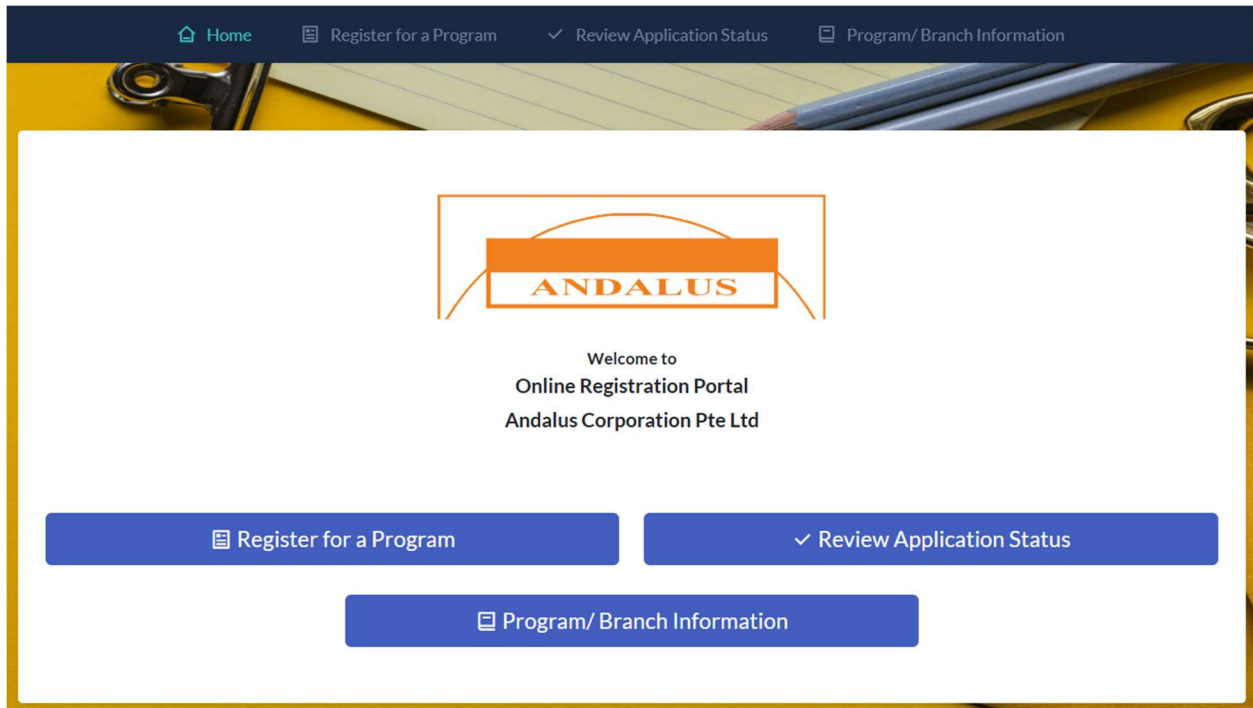 Home
Register for a Program
Review Application Status
Program/ Branch Information
ANDALUS
Welcome to
Online Registration Portal
Andalus Corporation Pte Ltd
Register for a Program
Review Application Status
Program/ Branch Information